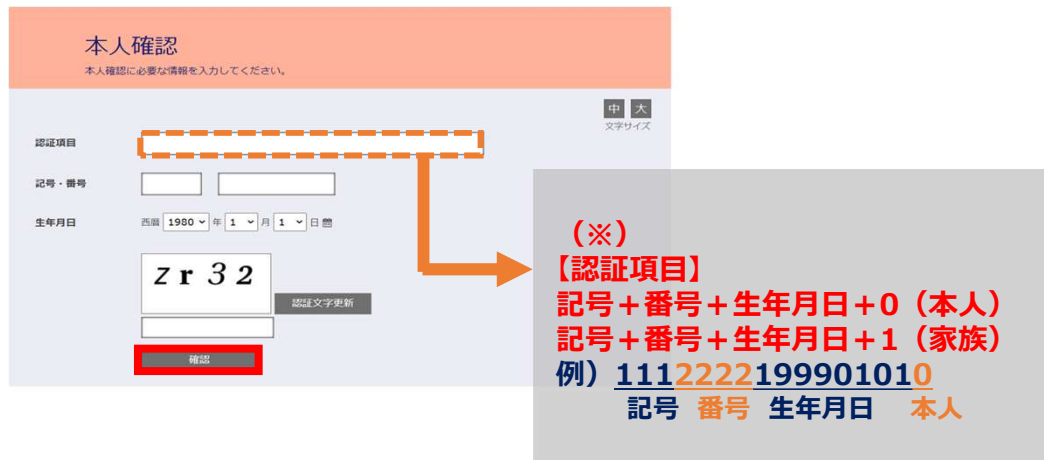 本人確認
本人確認に必要な情報を入力してください。
中 大
文字サイズ
認証項目
記号・番号
生年月日 西暦 1980 年 1 月 1 日
zr32
認証文字更新
確認
（※）
【認証項目】
記号＋番号＋生年月日＋0（本人）
記号＋番号＋生年月日＋1（家族）
例）1112222199901010
記号 番号 生年月日 本人